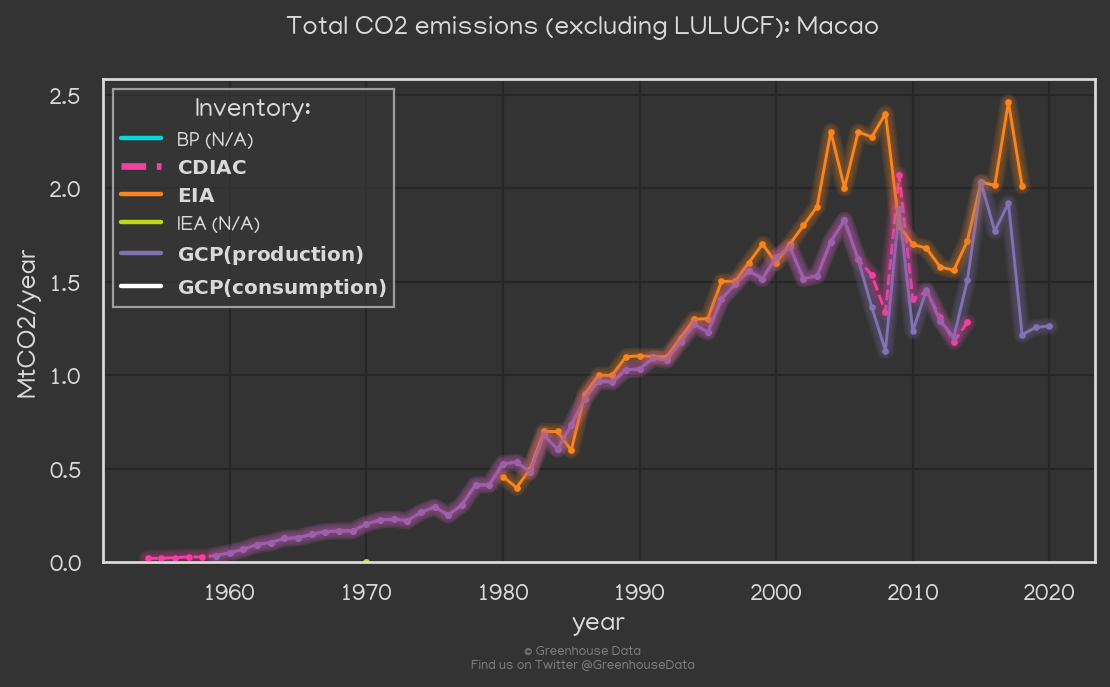 Total CO2 emissions (excluding LULUCF): Macao
2.5
2.0
1.5
1.0
0.5
0.0
MtCO2/year
Inventory:
BP (N/A)
CDIAC
EIA
IEA (N/A)
GCP(production)
GCP(consumption)
1960 1970 1980 1990 2000 2010 2020
year
© Greenhouse Data
Find us on Twitter @GreenhouseData